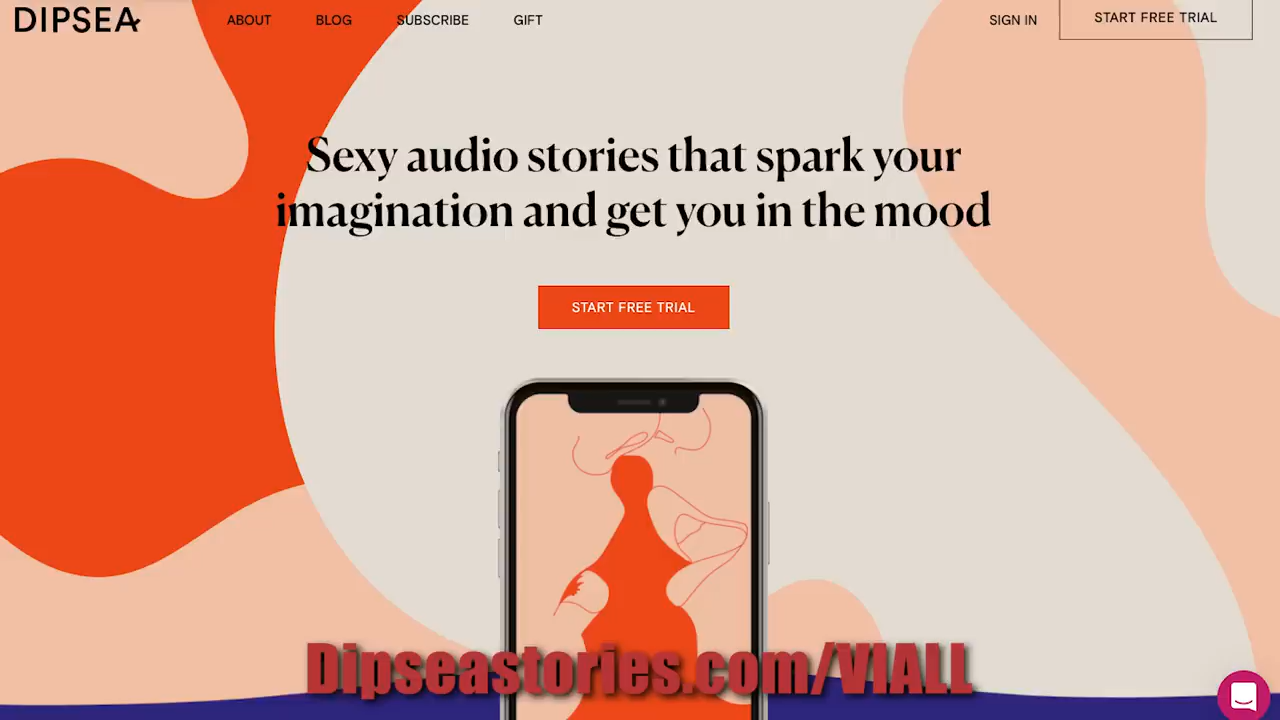 DIPSEA
ABOUT
BLOG
SUBSCRIBE
GIFT
SIGN IN
START FREE TRIAL
Sexy audio stories that spark your
imagination and get you in the mood
START FREE TRIAL
Dipseastories.com/VIALL